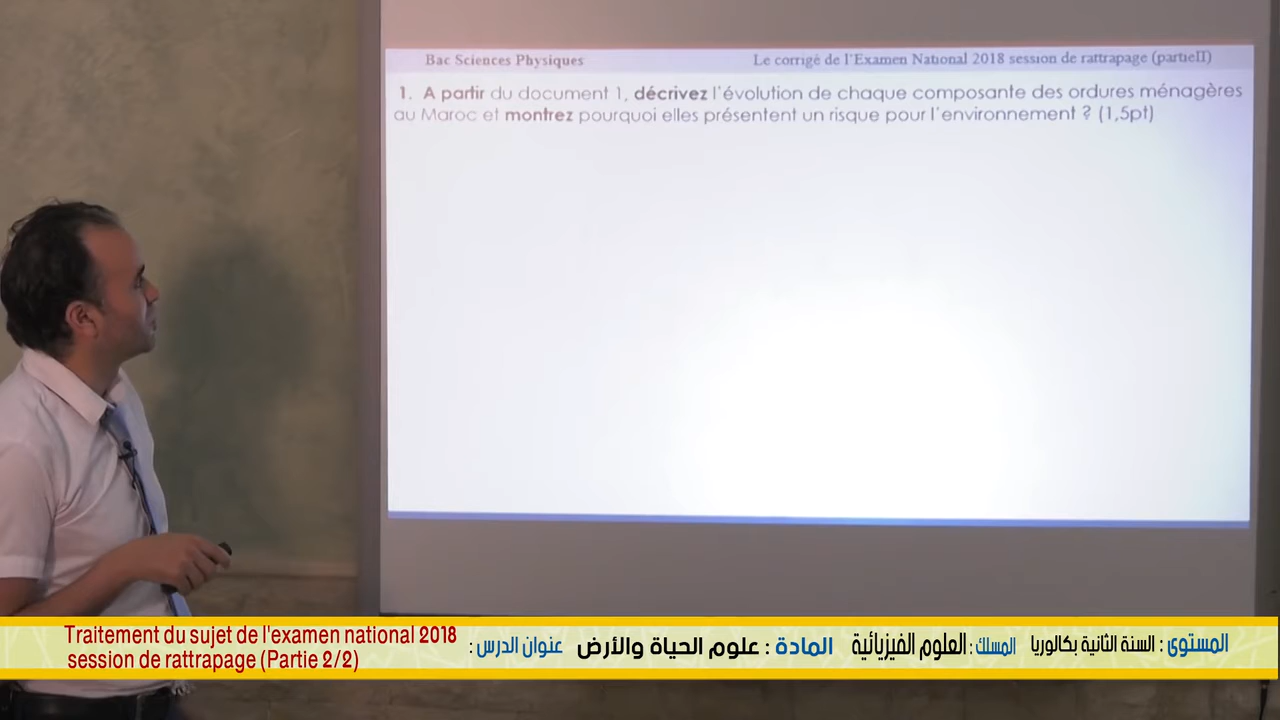 Bac Sciences Physiques
Le corrigé de l'Examen National 2018 session de rattrapage (partieII)
1. A partir du document 1, décrivez l'évolution de chaque composante des ordures ménagères
au Maroc et montrez pourquoi elles présentent un risque pour l'environnement ? (1,5pt)
المستوى : السنة الثانية بكالوريا
المسلك : العلوم الفيزيائية
المادة : علوم الحياة والأرض
عنوان الدرس :
Traitement du sujet de l'examen national 2018
session de rattrapage (Partie 2/2)